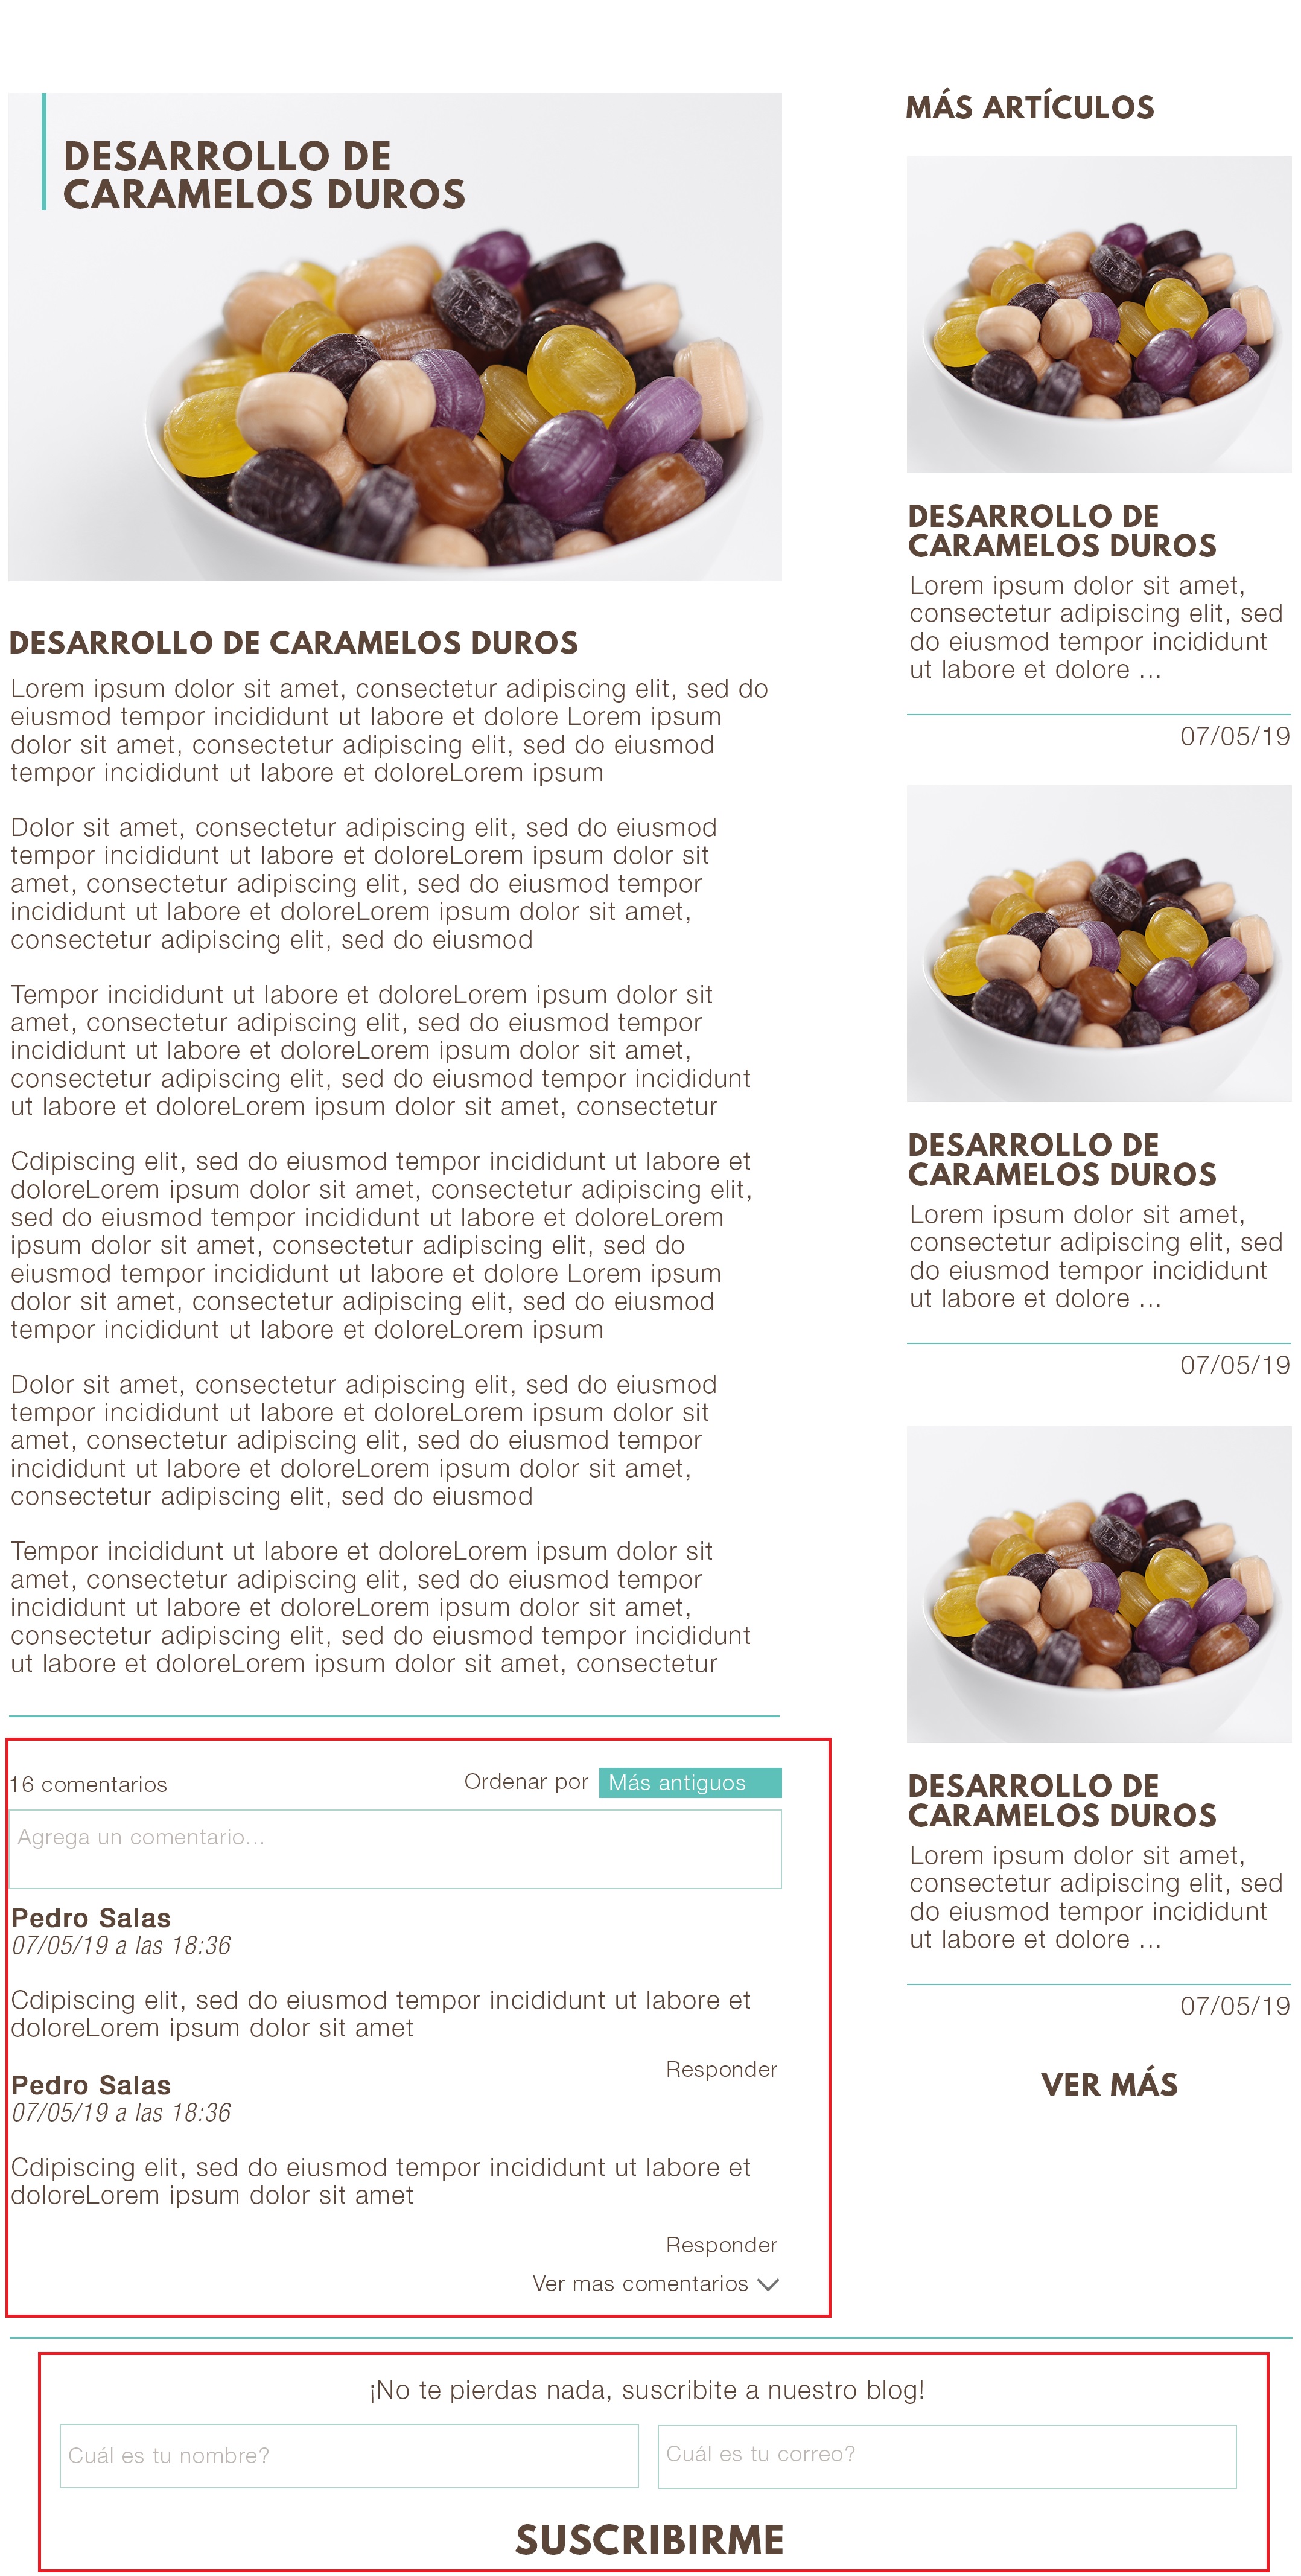 DESARROLLO DE
CARAMELOS DUROS
DESARROLLO DE CARAMELOS DUROS
Lorem ipsum dolor sit amet, consectetur adipiscing elit, sed do
eiusmod tempor incididunt ut labore et dolore Lorem ipsum
dolor sit amet, consectetur adipiscing elit, sed do eiusmod
tempor incididunt ut labore et doloreLorem ipsum
Dolor sit amet, consectetur adipiscing elit, sed do eiusmod
tempor incididunt ut labore et doloreLorem ipsum dolor sit
amet, consectetur adipiscing elit, sed do eiusmod tempor
incididunt ut labore et doloreLorem ipsum dolor sit amet,
consectetur adipiscing elit, sed do eiusmod
Tempor incididunt ut labore et doloreLorem ipsum dolor sit
amet, consectetur adipiscing elit, sed do eiusmod tempor
incididunt ut labore et doloreLorem ipsum dolor sit amet,
consectetur adipiscing elit, sed do eiusmod tempor incididunt
ut labore et doloreLorem ipsum dolor sit amet, consectetur
Cdipiscing elit, sed do eiusmod tempor incididunt ut labore et
doloreLorem ipsum dolor sit amet, consectetur adipiscing elit,
sed do eiusmod tempor incididunt ut labore et doloreLorem
ipsum dolor sit amet, consectetur adipiscing elit, sed do
eiusmod tempor incididunt ut labore et dolore Lorem ipsum
dolor sit amet, consectetur adipiscing elit, sed do eiusmod
tempor incididunt ut labore et doloreLorem ipsum
Dolor sit amet, consectetur adipiscing elit, sed do eiusmod
tempor incididunt ut labore et doloreLorem ipsum dolor sit
amet, consectetur adipiscing elit, sed do eiusmod tempor
incididunt ut labore et doloreLorem ipsum dolor sit amet,
consectetur adipiscing elit, sed do eiusmod
Tempor incididunt ut labore et doloreLorem ipsum dolor sit
amet, consectetur adipiscing elit, sed do eiusmod tempor
incididunt ut labore et doloreLorem ipsum dolor sit amet,
consectetur adipiscing elit, sed do eiusmod tempor incididunt
ut labore et doloreLorem ipsum dolor sit amet, consectetur
16 comentarios
Ordenar por Más antiguos
Agrega un comentario...
Pedro Salas
07/05/19 a las 18:36
Cdipiscing elit, sed do eiusmod tempor incididunt ut labore et
doloreLorem ipsum dolor sit amet
Responder
Pedro Salas
07/05/19 a las 18:36
Cdipiscing elit, sed do eiusmod tempor incididunt ut labore et
doloreLorem ipsum dolor sit amet
Responder
Ver mas comentarios
MÁS ARTÍCULOS
DESARROLLO DE
CARAMELOS DUROS
Lorem ipsum dolor sit amet,
consectetur adipiscing elit, sed
do eiusmod tempor incididunt
ut labore et dolore ...
07/05/19
DESARROLLO DE
CARAMELOS DUROS
Lorem ipsum dolor sit amet,
consectetur adipiscing elit, sed
do eiusmod tempor incididunt
ut labore et dolore ...
07/05/19
DESARROLLO DE
CARAMELOS DUROS
Lorem ipsum dolor sit amet,
consectetur adipiscing elit, sed
do eiusmod tempor incididunt
ut labore et dolore ...
07/05/19
VER MÁS
¡No te pierdas nada, suscribite a nuestro blog!
Cuál es tu nombre?
Cuál es tu correo?
SUSCRIBIRME